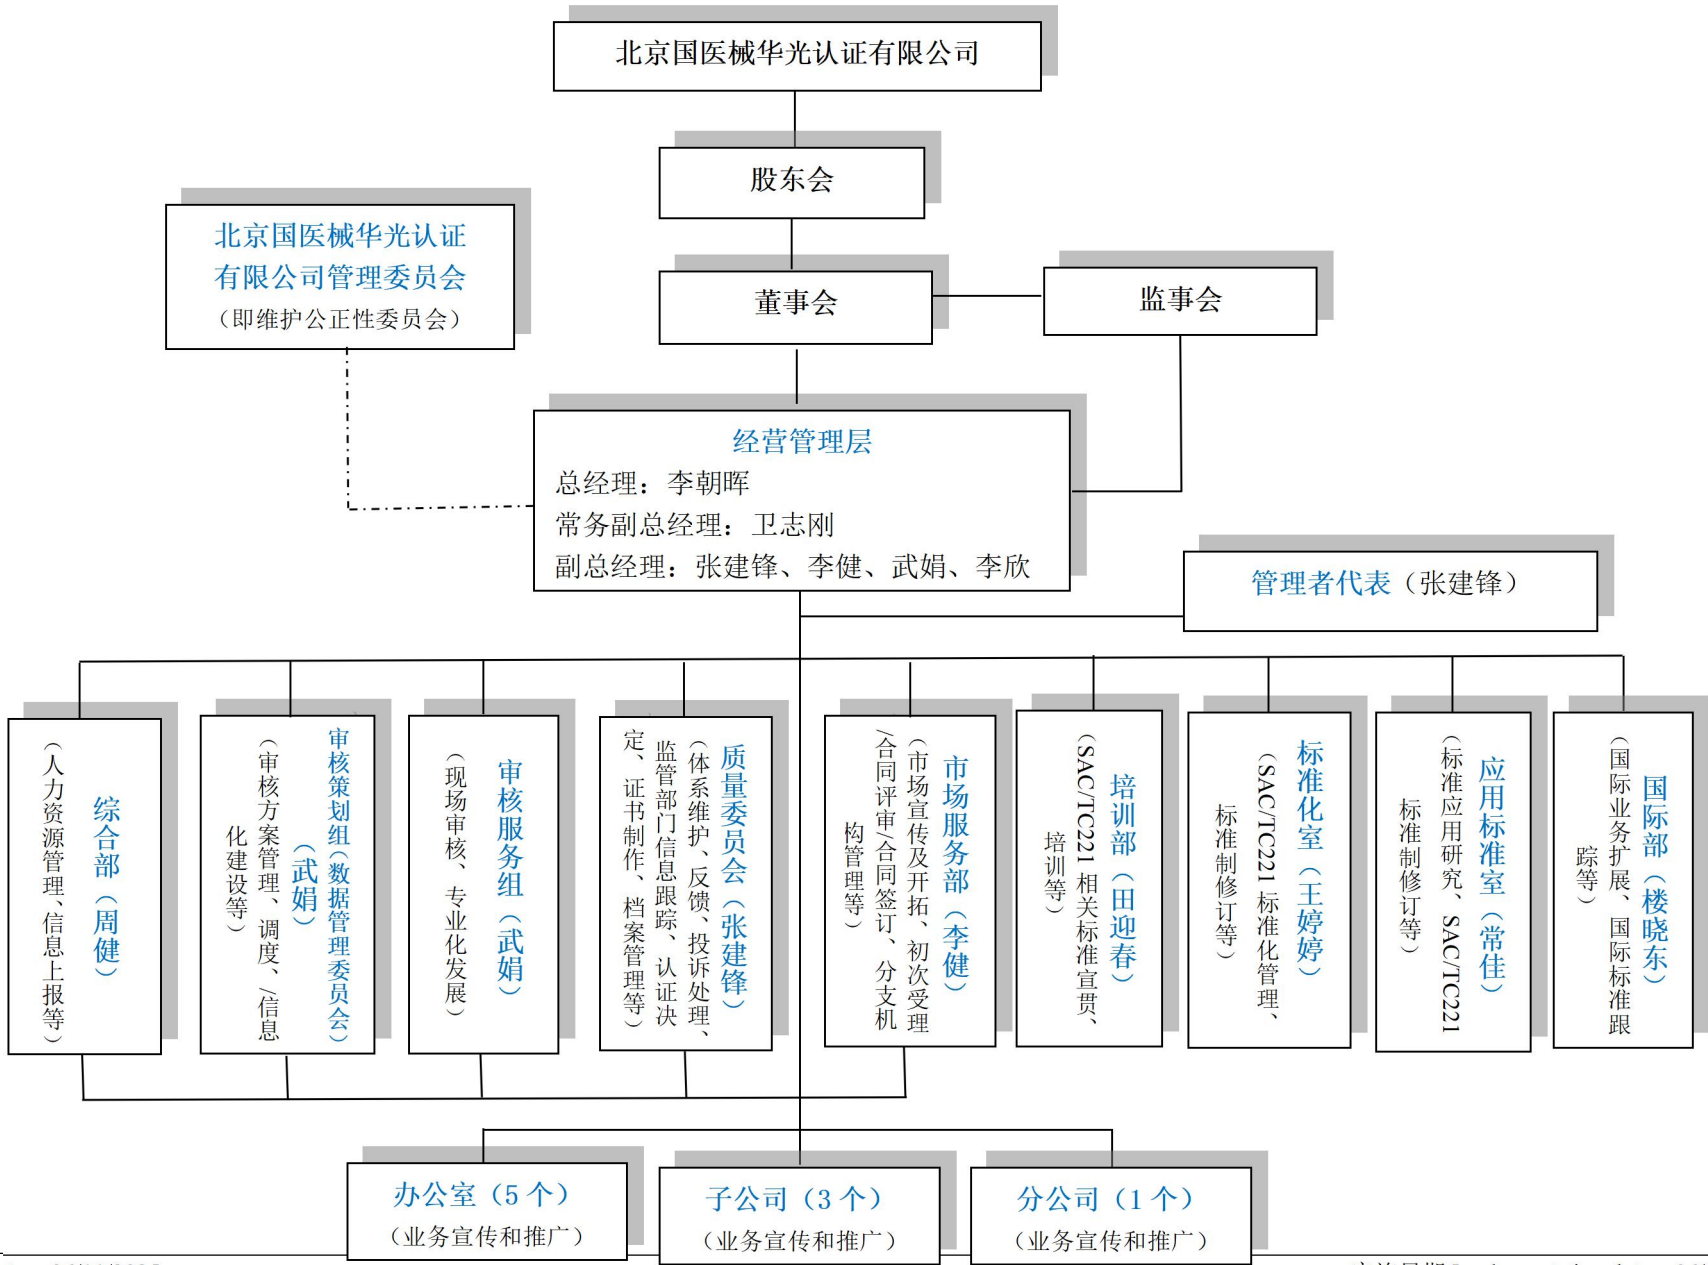 北京国医械华光认证有限公司
股东会
北京国医械华光认证
有限公司管理委员会
（即维护公正性委员会）
董事会
监事会
经营管理层
总经理：李朝晖
常务副总经理：卫志刚
副总经理：张建锋、李健、武娟、李欣
管理者代表（张建锋）
综合部（周健）
（人力资源管理、信息上报等）
审核策划组（数据管理委员会）
（武娟）
（审核方案管理、调度、/信息
化建设等）
审核服务组（武娟）
（现场审核、专业化发展）
质量委员会（张建锋）
（体系维护、反馈、投诉处理、
监管部门信息跟踪、认证决
定、证书制作、档案管理等）
市场服务部（李健）
（市场宣传及开拓、初次受理
/合同评审/合同签订、分支机
构管理等）
培训部（田迎春）
（SAC/TC221 相关标准宣贯、
培训等）
标准化室（王婷婷）
（SAC/TC221 标准化管理、
标准制修订等）
应用标准室（常佳）
（标准应用研究、SAC/TC221
标准制修订等）
国际部（楼晓东）
（国际业务扩展、国际标准跟
踪等）
办公室（5 个）
（业务宣传和推广）
子公司（3 个）
（业务宣传和推广）
分公司（1 个）
（业务宣传和推广）